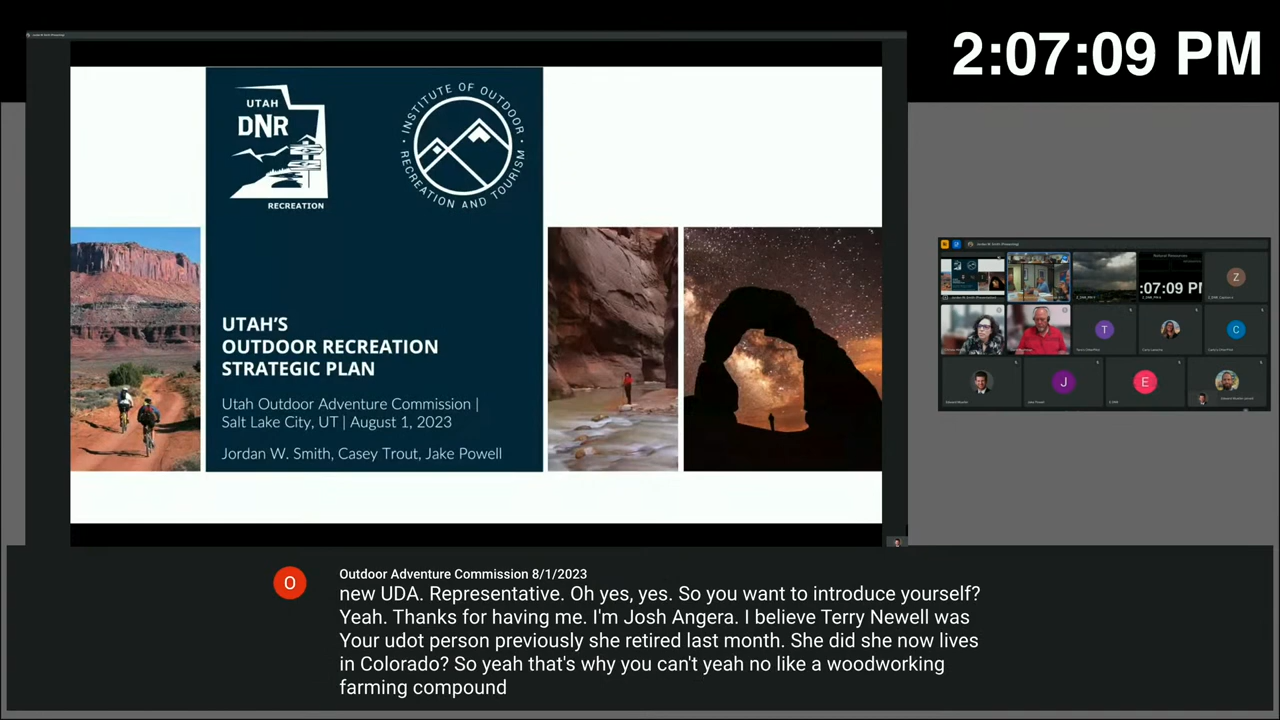 2:07:09 PM
UTAH
DNR
RECREATION
INSTITUTE OF OUTDOOR
RECREATION AND TOURISM
UTAH'S
OUTDOOR RECREATION
STRATEGIC PLAN
Utah Outdoor Adventure Commission |
Salt Lake City, UT | August 1, 2023
Jordan W. Smith, Casey Trout, Jake Powell
:07:09 PM
Z
T
C
J
E
O
Outdoor Adventure Commission 8/1/2023
new UDA. Representative. Oh yes, yes. So you want to introduce yourself?
Yeah. Thanks for having me. I'm Josh Angera. I believe Terry Newell was
Your udot person previously she retired last month. She did she now lives
in Colorado? So yeah that's why you can't yeah no like a woodworking
farming compound